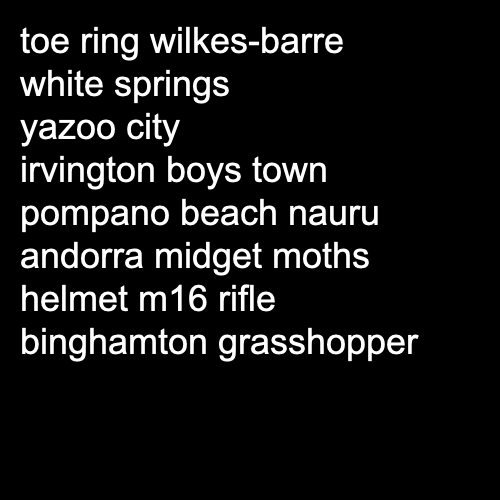 toe ring wilkes-barre
white springs
yazoo city
irvington boys town
pompano beach nauru
andorra midget moths
helmet m16 rifle
binghamton grasshopper